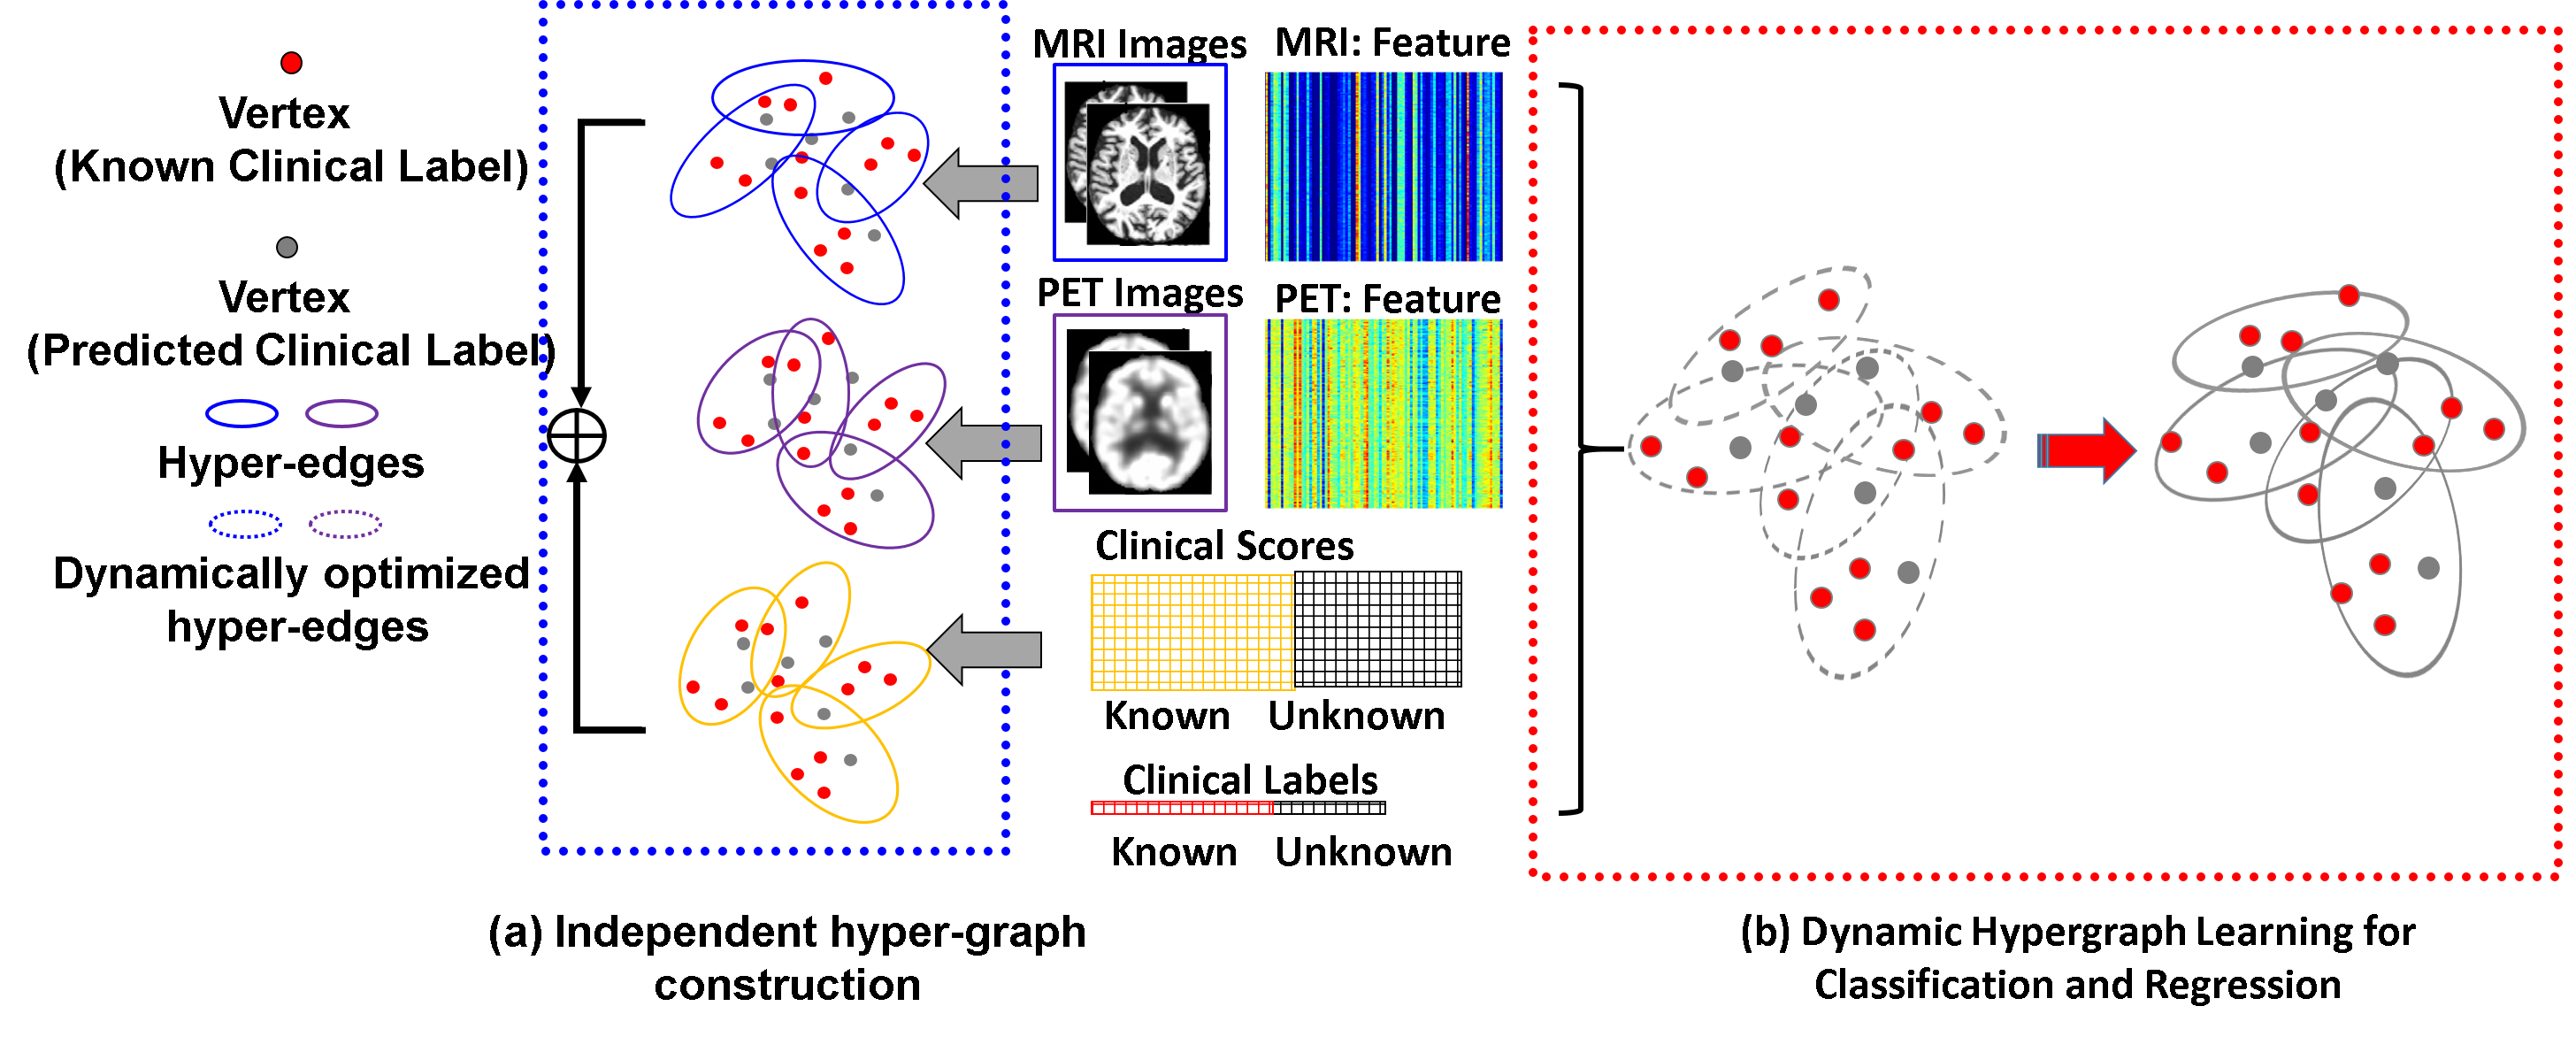 Vertex
(Known Clinical Label)
Vertex
(Predicted Clinical Label)
Hyper-edges
Dynamically optimized
hyper-edges
MRI Images
MRI: Feature
PET Images
PET: Feature
Clinical Scores
Known
Unknown
Clinical Labels
Known
Unknown
(a) Independent hyper-graph
construction
(b) Dynamic Hypergraph Learning for
Classification and Regression